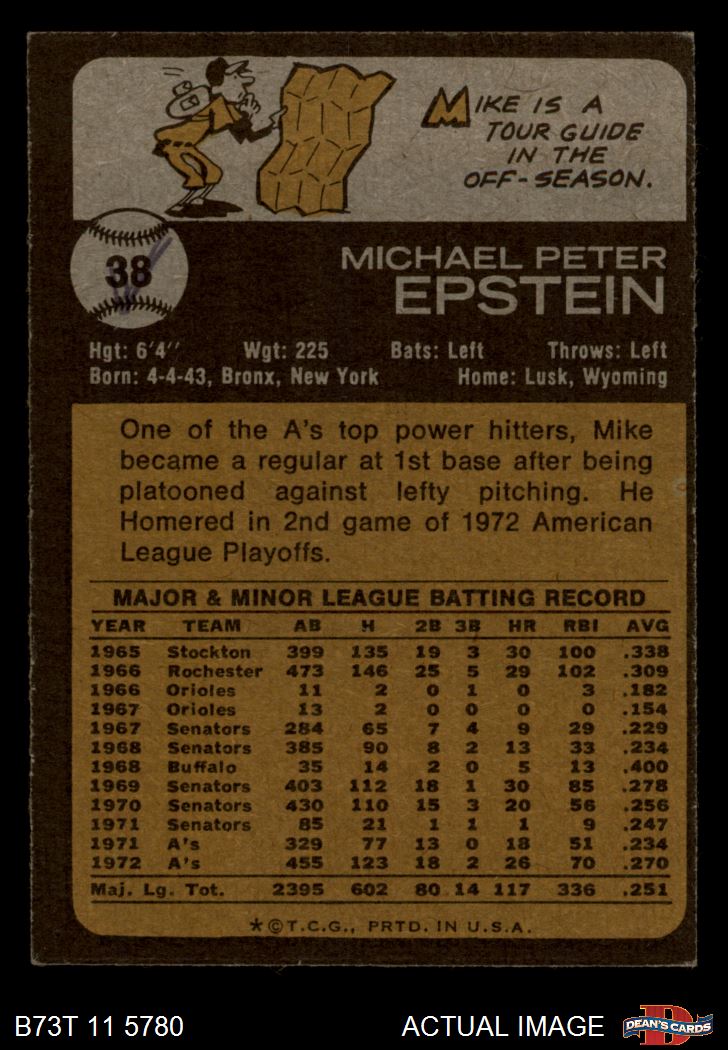 MIKE IS A
TOUR GUIDE
IN THE
OFF-SEASON.
38
MICHAEL PETER
EPSTEIN
Hgt: 6'4" Wgt: 225 Bats: Left Throws: Left
Born: 4-4-43, Bronx, New York Home: Lusk, Wyoming
One of the A's top power hitters, Mike
became a regular at 1st base after being
platooned against lefty pitching. He
Homered in 2nd game of 1972 American
League Playoffs.
MAJOR & MINOR LEAGUE BATTING RECORD
YEAR TEAM AB H 2B 3B HR RBI AVG
1965 Stockton 399 135 19 3 30 100 .338
1966 Rochester 473 146 25 5 29 102 .309
1966 Orioles 11 2 0 1 0 3 .182
1967 Orioles 13 2 0 0 0 0 .154
1967 Senators 284 65 7 4 9 29 .229
1968 Senators 385 90 8 2 13 33 .234
1968 Buffalo 35 14 2 0 5 13 .400
1969 Senators 403 112 18 1 30 85 .278
1970 Senators 430 110 15 3 20 56 .256
1971 Senators 85 21 1 1 1 9 .247
1971 A's 329 77 13 0 18 51 .234
1972 A's 455 123 18 2 26 70 .270
Maj. Lg. Tot. 2395 602 80 14 117 336 .251
*©T.C.G., PRTD. IN U.S.A.
B73T 11 5780 ACTUAL IMAGE
D
DEAN'S CARDS